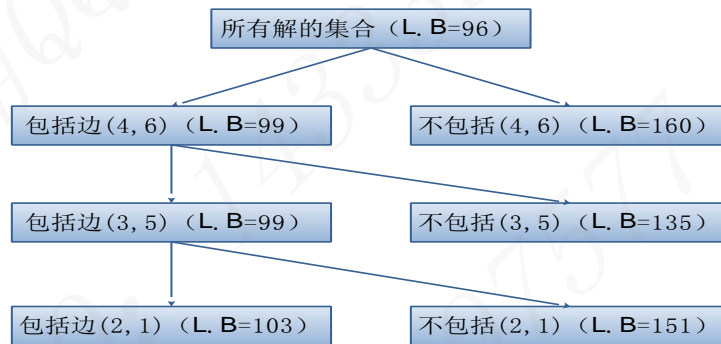 所有解的集合（L. B=96）
包括边(4, 6)（L. B=99）
不包括(4, 6)（L. B=160）
包括边(3, 5)（L. B=99）
不包括(3, 5)（L. B=135）
包括边(2, 1)（L. B=103）
不包括(2, 1)（L. B=151）